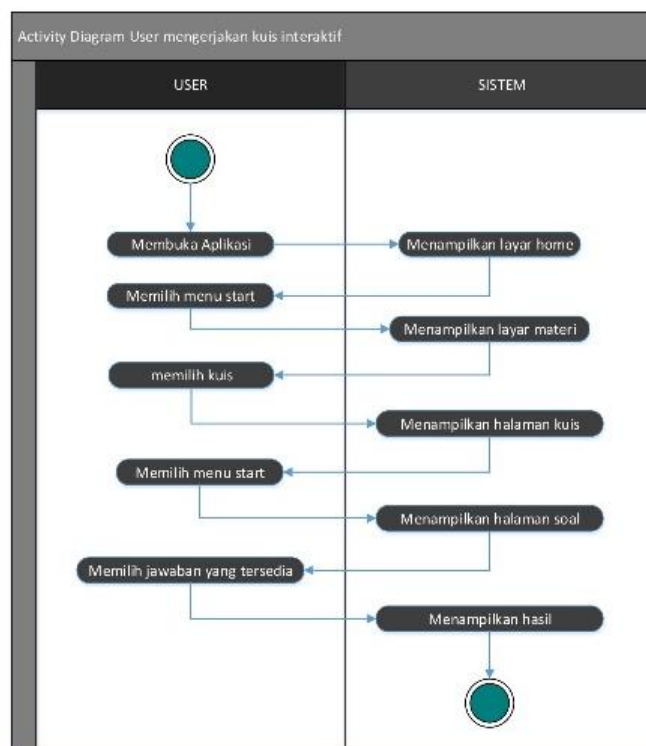 Activity Diagram User mengerjakan kuis interaktif
USER
SISTEM
Membuka Aplikasi
Menampilkan layar home
Memilih menu start
Menampilkan layar materi
memilih kuis
Menampilkan halaman kuis
Memilih menu start
Menampilkan halaman soal
Memilih jawaban yang tersedia
Menampilkan hasil